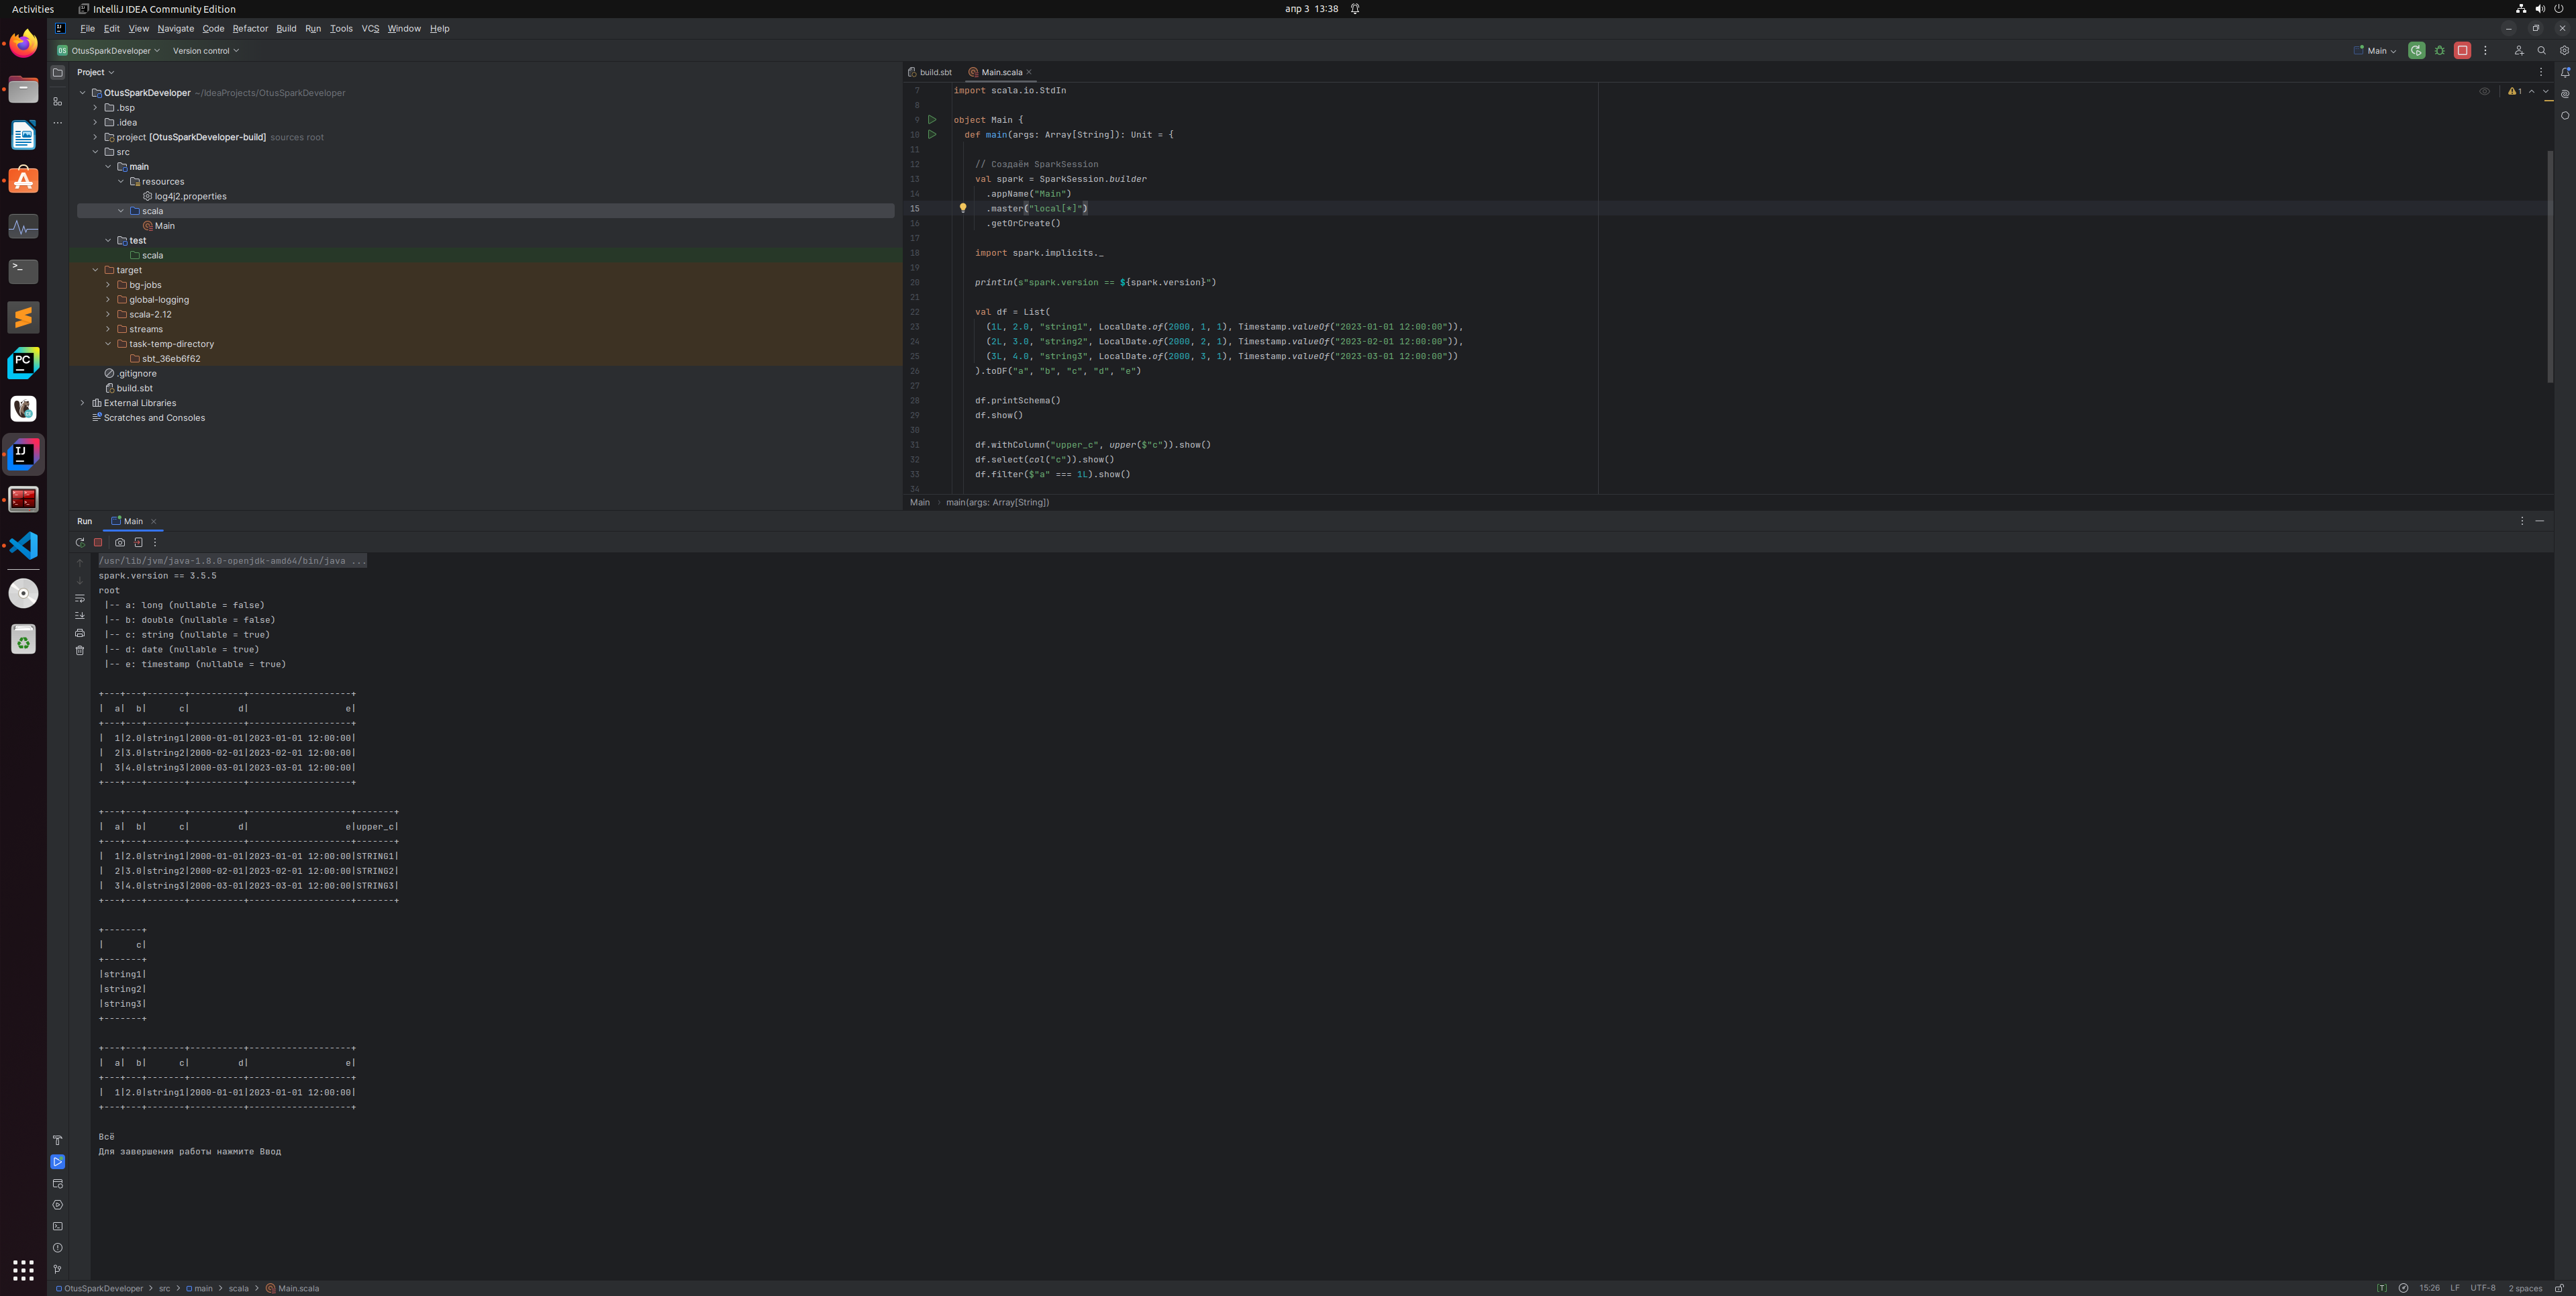 Activities IntelliJ IDEA Community Edition апр 3 13:38
File Edit View Navigate Code Refactor Build Run Tools VCS Window Help
OS OtusSparkDeveloper Version control Main
Project
OtusSparkDeveloper ~/IdeaProjects/OtusSparkDeveloper
.bsp
.idea
project [OtusSparkDeveloper-build] sources root
src
main
resources
log4j2.properties
scala
Main
test
scala
target
bg-jobs
global-logging
scala-2.12
streams
task-temp-directory
sbt_36eb6f62
.gitignore
build.sbt
External Libraries
Scratches and Consoles
build.sbt Main.scala
1
7 import scala.io.StdIn
8
9 object Main {
10 def main(args: Array[String]): Unit = {
11
12 // Создаём SparkSession
13 val spark = SparkSession.builder
14 .appName("Main")
15 .master("local[*]")
16 .getOrCreate()
17
18 import spark.implicits._
19
20 println(s"spark.version == ${spark.version}")
21
22 val df = List(
23 (1L, 2.0, "string1", LocalDate.of(2000, 1, 1), Timestamp.valueOf("2023-01-01 12:00:00")),
24 (2L, 3.0, "string2", LocalDate.of(2000, 2, 1), Timestamp.valueOf("2023-02-01 12:00:00")),
25 (3L, 4.0, "string3", LocalDate.of(2000, 3, 1), Timestamp.valueOf("2023-03-01 12:00:00"))
26 ).toDF("a", "b", "c", "d", "e")
27
28 df.printSchema()
29 df.show()
30
31 df.withColumn("upper_c", upper($"c")).show()
32 df.select(col("c")).show()
33 df.filter($"a" === 1L).show()
34
Main main(args: Array[String])
Run Main
/usr/lib/jvm/java-1.8.0-openjdk-amd64/bin/java ...
spark.version == 3.5.5
root
|-- a: long (nullable = false)
|-- b: double (nullable = false)
|-- c: string (nullable = true)
|-- d: date (nullable = true)
|-- e: timestamp (nullable = true)
+---+---+-------+----------+-------------------+
|  a|  b|      c|         d|                  e|
+---+---+-------+----------+-------------------+
|  1|2.0|string1|2000-01-01|2023-01-01 12:00:00|
|  2|3.0|string2|2000-02-01|2023-02-01 12:00:00|
|  3|4.0|string3|2000-03-01|2023-03-01 12:00:00|
+---+---+-------+----------+-------------------+
+---+---+-------+----------+-------------------+-------+
|  a|  b|      c|         d|                  e|upper_c|
+---+---+-------+----------+-------------------+-------+
|  1|2.0|string1|2000-01-01|2023-01-01 12:00:00|STRING1|
|  2|3.0|string2|2000-02-01|2023-02-01 12:00:00|STRING2|
|  3|4.0|string3|2000-03-01|2023-03-01 12:00:00|STRING3|
+---+---+-------+----------+-------------------+-------+
+-------+
|      c|
+-------+
|string1|
|string2|
|string3|
+-------+
+---+---+-------+----------+-------------------+
|  a|  b|      c|         d|                  e|
+---+---+-------+----------+-------------------+
|  1|2.0|string1|2000-01-01|2023-01-01 12:00:00|
+---+---+-------+----------+-------------------+
Всё
Для завершения работы нажмите Ввод
OtusSparkDeveloper > src > main > scala > Main.scala 15:26 LF UTF-8 2 spaces